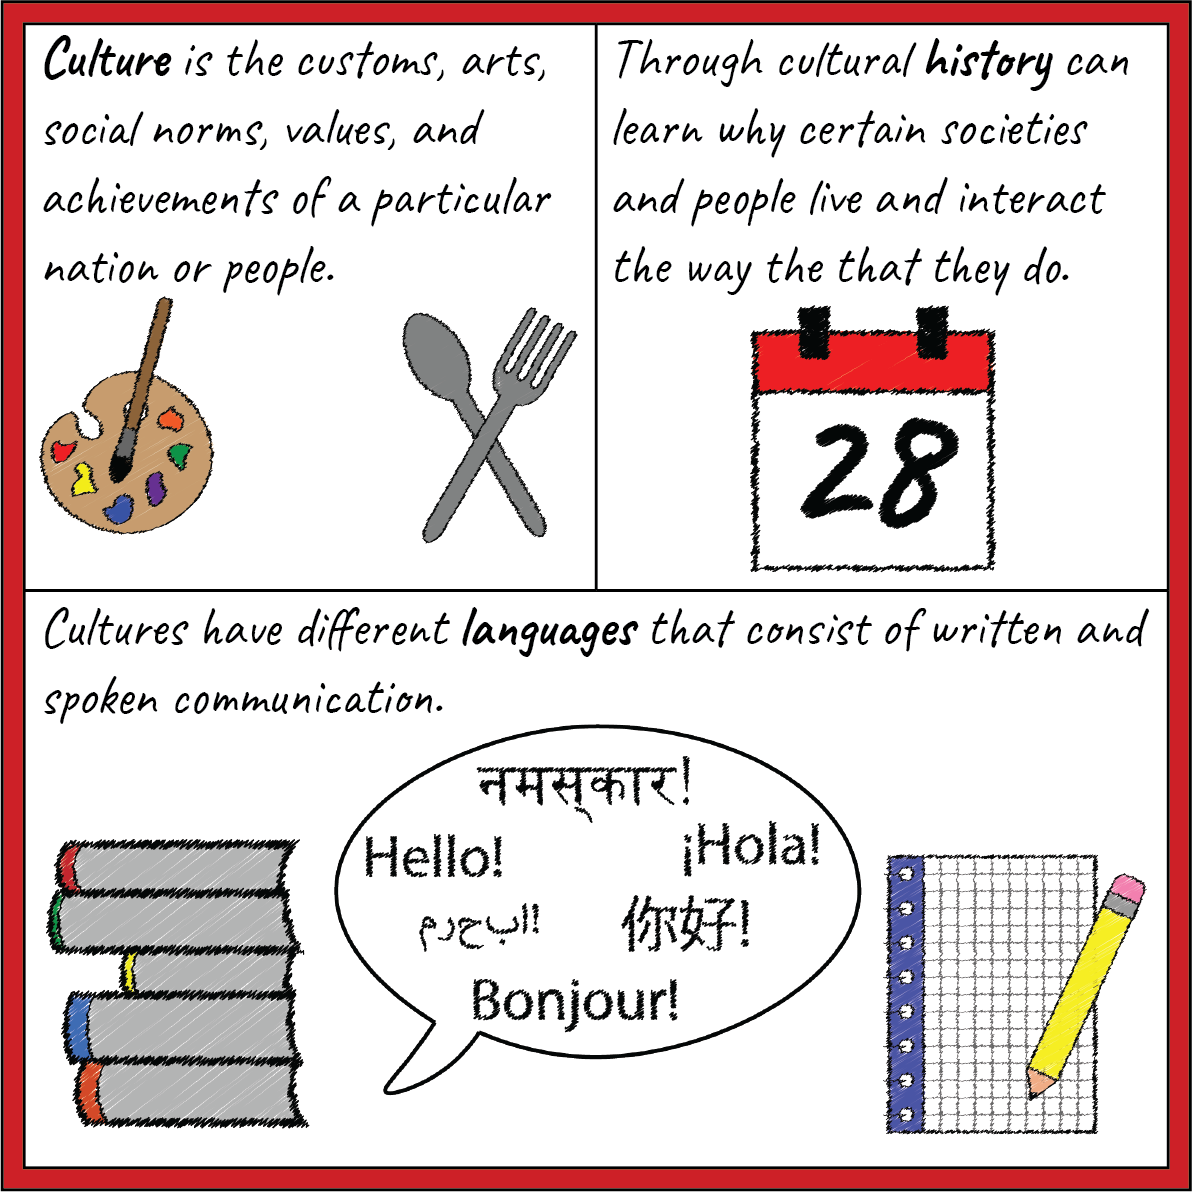 Culture is the customs, arts,
social norms, values, and
achievements of a particular
nation or people.
Through cultural history can
learn why certain societies
and people live and interact
the way the that they do.
28
Cultures have different languages that consist of written and
spoken communication.
नमस्‌कार!
Hello!
¡Hola!
!ابحرم
你好!
Bonjour!